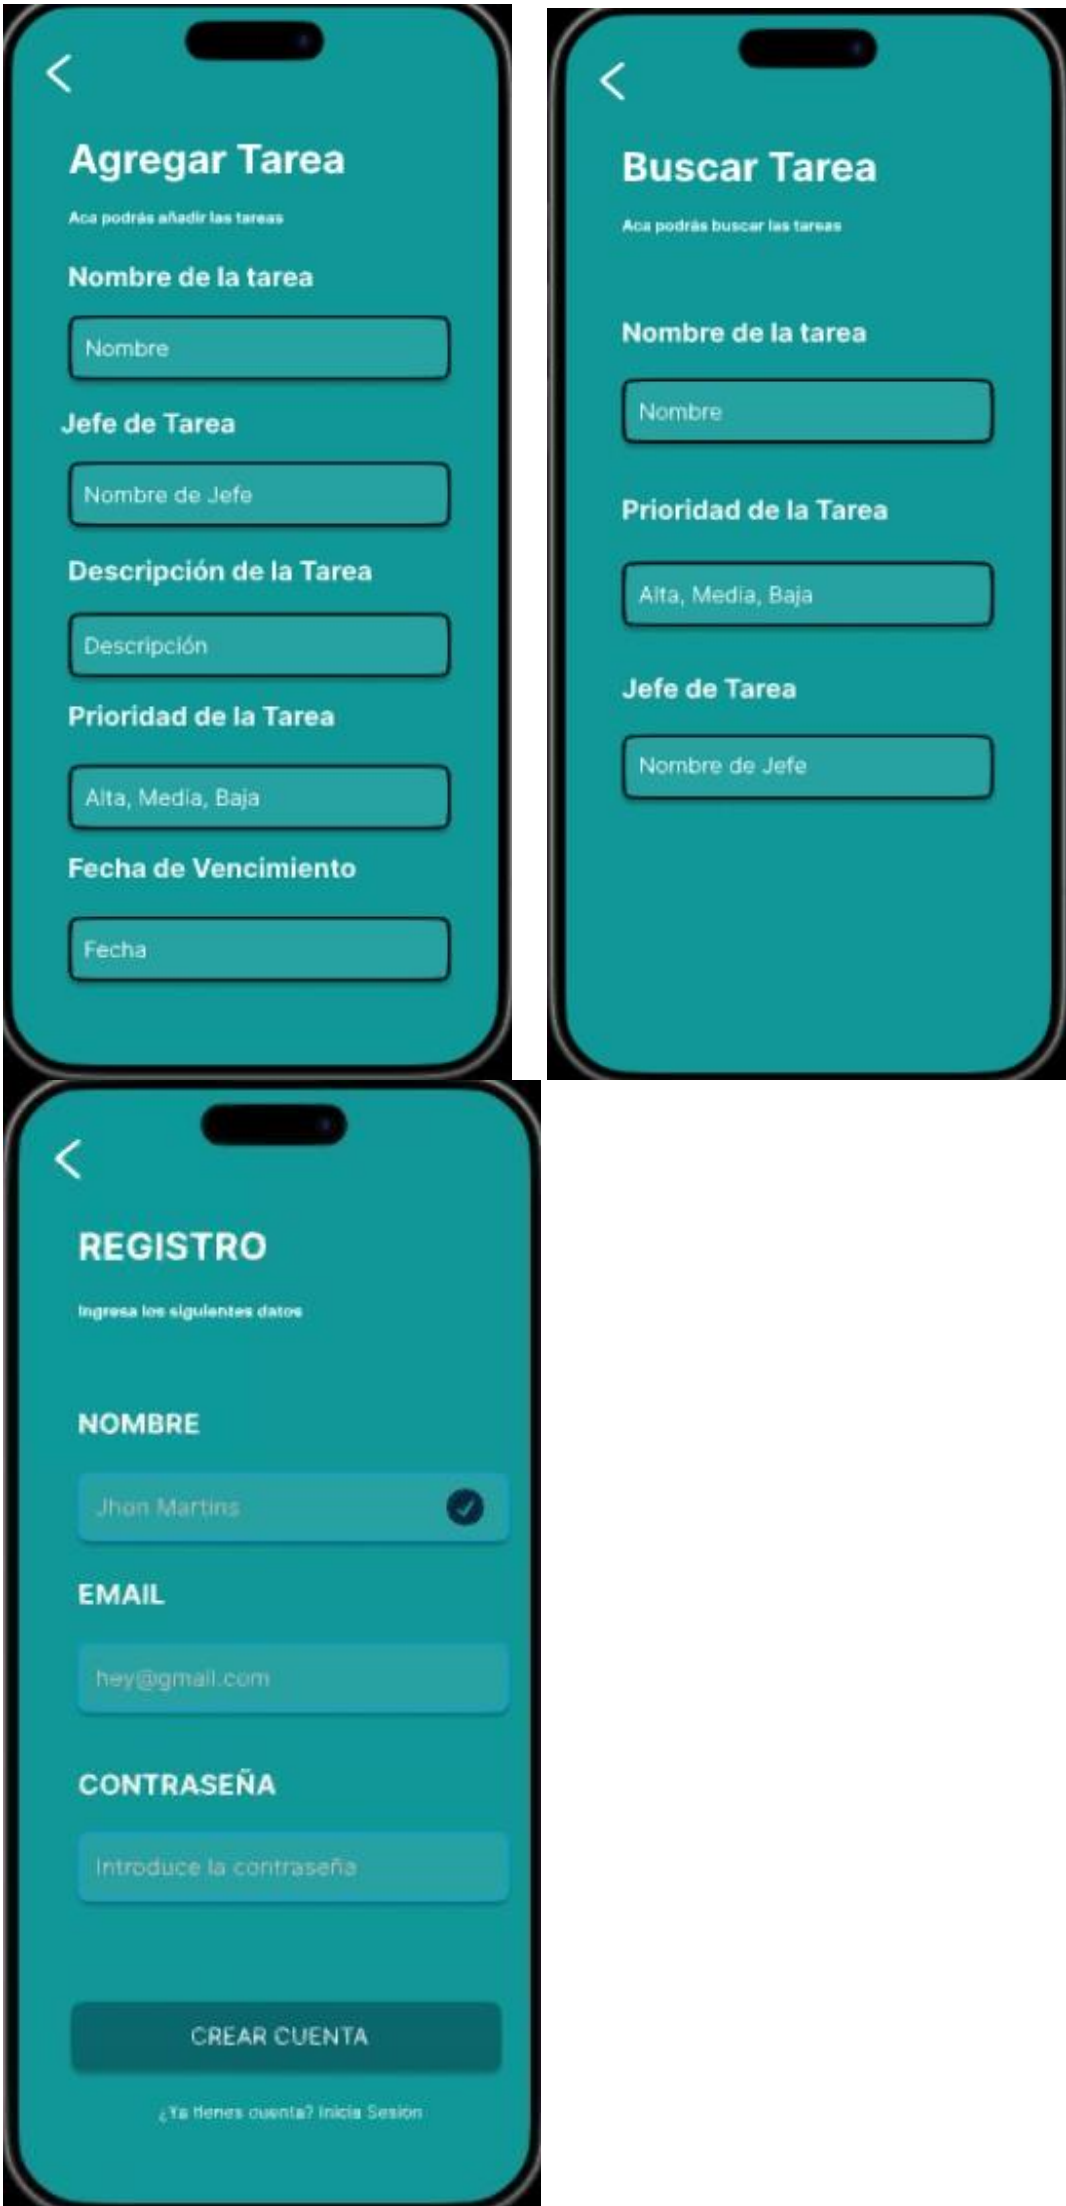 Agregar Tarea
Aca podrás añadir las tareas
Nombre de la tarea
Nombre
Jefe de Tarea
Nombre de Jefe
Descripción de la Tarea
Descripción
Prioridad de la Tarea
Alta, Media, Baja
Fecha de Vencimiento
Fecha
Buscar Tarea
Aca podrás buscar las tareas
Nombre de la tarea
Nombre
Prioridad de la Tarea
Alta, Media, Baja
Jefe de Tarea
Nombre de Jefe
REGISTRO
Ingresa los siguientes datos
NOMBRE
Jhon Martins
EMAIL
hey@gmail.com
CONTRASEÑA
Introduce la contraseña
CREAR CUENTA
¿Ya tienes cuenta? Inicia Sesion